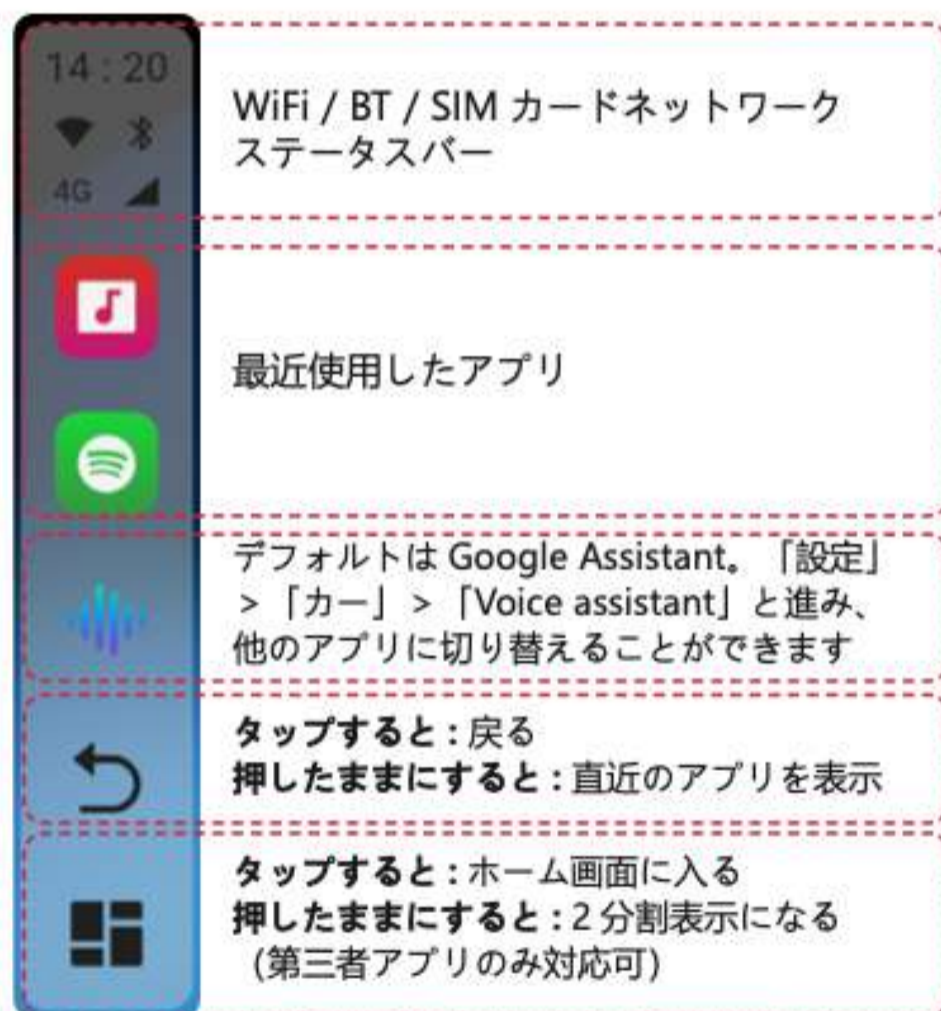 14 : 20
4G
WiFi / BT / SIM カードネットワーク
ステータスバー
最近使用したアプリ
デフォルトは Google Assistant。「設定」
>「カー」>「Voice assistant」と進み、
他のアプリに切り替えることができます
タップすると : 戻る
押したままにすると : 直近のアプリを表示
タップすると : ホーム画面に入る
押したままにすると : 2 分割表示になる
(第三者アプリのみ対応可)